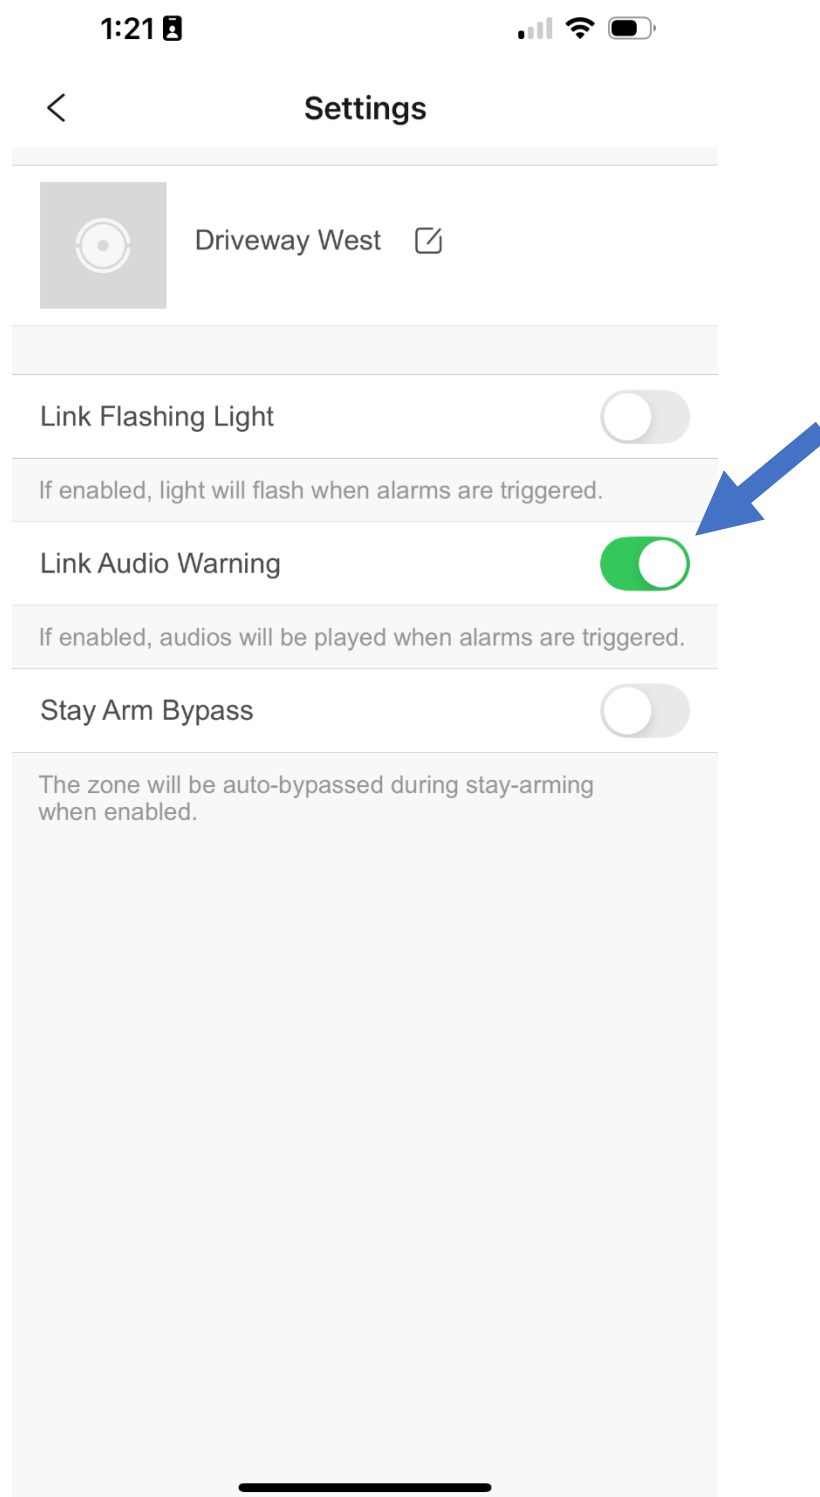 1:21
Settings
Driveway West
Link Flashing Light
If enabled, light will flash when alarms are triggered.
Link Audio Warning
If enabled, audios will be played when alarms are triggered.
Stay Arm Bypass
The zone will be auto-bypassed during stay-arming
when enabled.